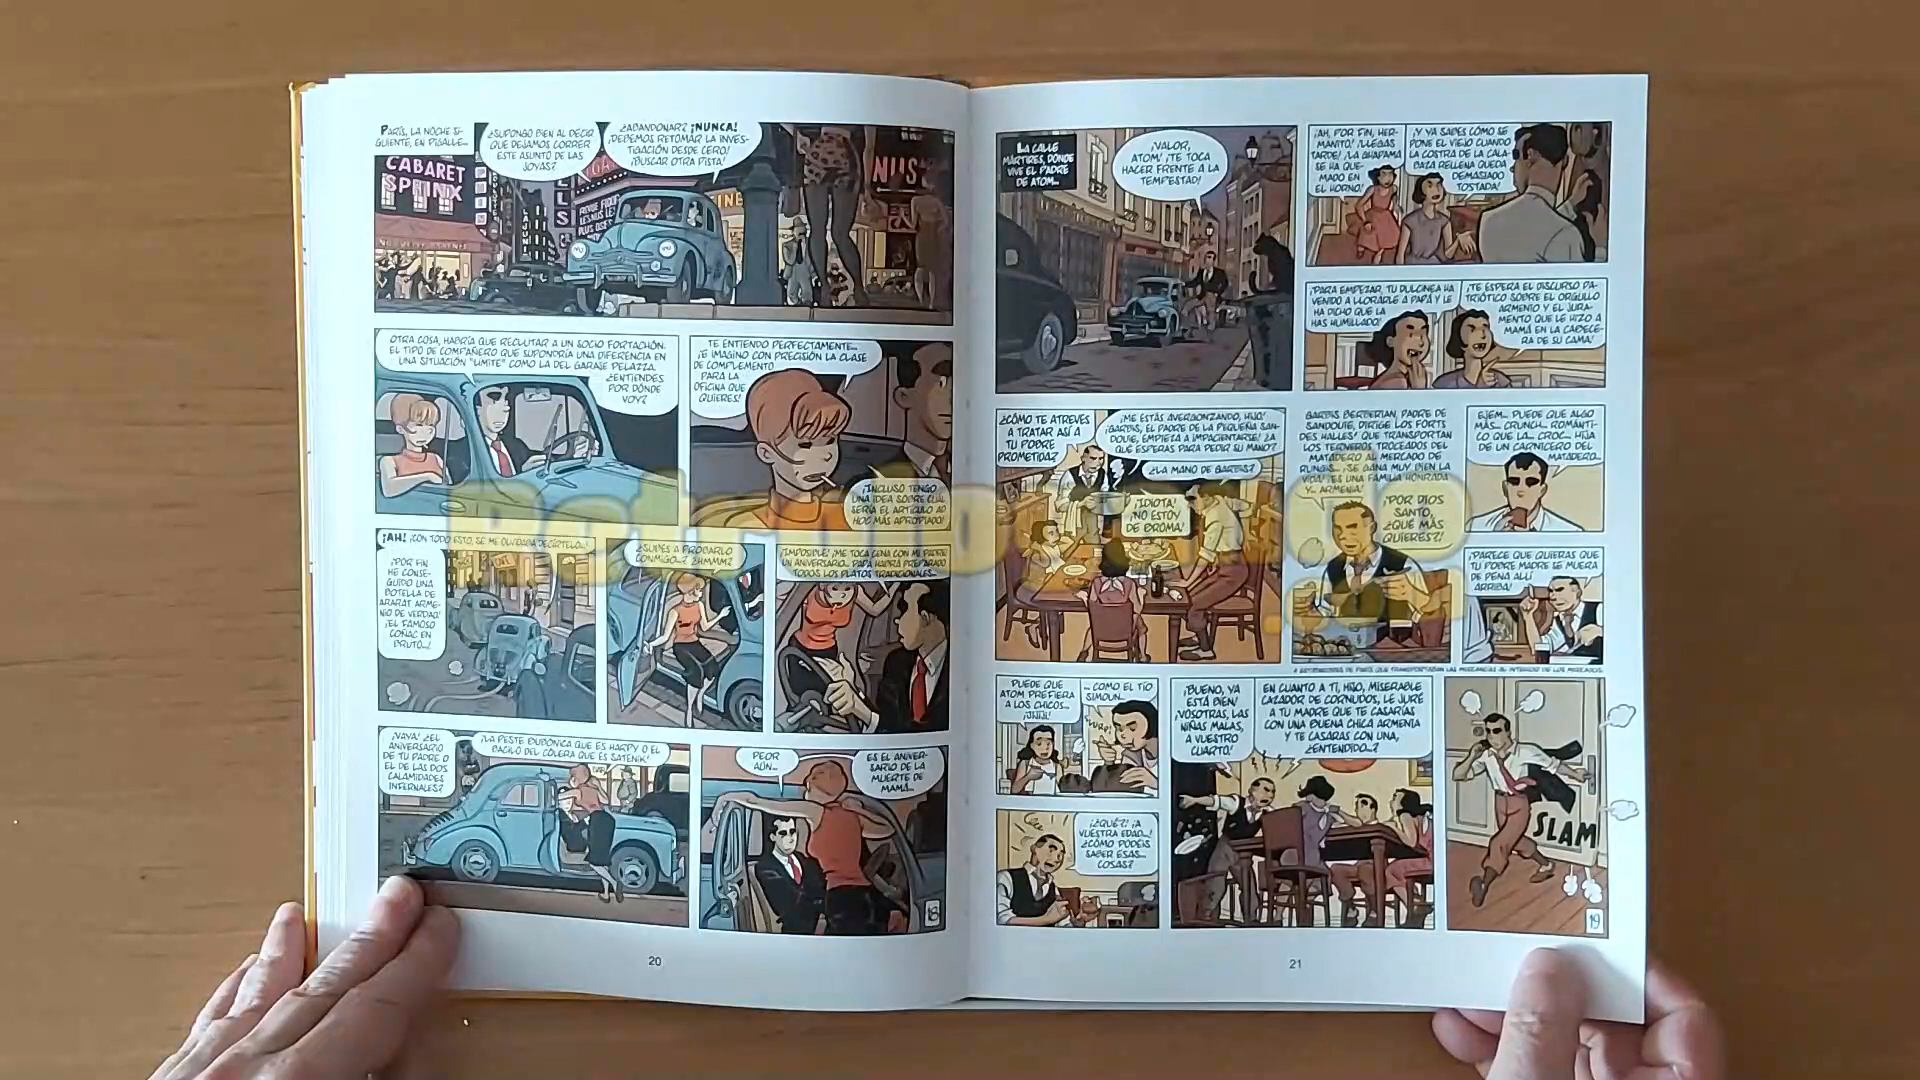 PARÍS, LA NOCHE SI-
GUIENTE, EN PIGALLE...
¿SUPONGO BIEN AL DECIR
QUE DEJAMOS CORRER
ESTE ASUNTO DE LAS
JOYAS?
¿ABANDONAR? ¡NUNCA!
¡DEBEMOS RETOMAR LA INVES-
TIGACIÓN DESDE CERO!
¡BUSCAR OTRA PISTA!
CABARET
SPHINX
NUS
OTRA COSA, HABRÍA QUE RECLUTAR A UN SOCIO FORTACHÓN.
EL TIPO DE COMPAÑERO QUE SUPONDRÍA UNA DIFERENCIA EN
UNA SITUACIÓN "LÍMITE" COMO LA DEL GARAJE PELAZZA.
¿ENTIENDES
POR DÓNDE
VOY?
TE ENTIENDO PERFECTAMENTE...
¡E IMAGINO CON PRECISIÓN LA CLASE
DE COMPLEMENTO
PARA LA
OFICINA QUE
QUIERES!
¡INCLUSO TENGO
UNA IDEA SOBRE CUÁL
SERÍA EL ARTÍCULO AD
HOC MÁS APROPIADO!
¡AH! ¡CON TODO ESTO, SE ME OLVIDABA DECÍRTELO...!
¡POR FIN
HE CONSE-
GUIDO UNA
BOTELLA DE
ARARAT ARME-
NIO DE VERDAD!
¡EL FAMOSO
COÑAC EN
BRUTO...!
¿SUBES A PROBARLO
CONMIGO...? ¿HMMM?
¡IMPOSIBLE! ¡ME TOCA CENA CON MI PADRE!
UN ANIVERSARIO... PAPÁ HABRÁ PREPARADO
TODOS LOS PLATOS TRADICIONALES...
¡VAYA! ¿EL
ANIVERSARIO
DE TU PADRE O
EL DE LAS DOS
CALAMIDADES
INFERNALES?
¿LA PESTE BUBÓNICA QUE ES HARPY O EL
BACILO DEL CÓLERA QUE ES SATENIK?
PEOR
AÚN...
ES EL ANIVER-
SARIO DE LA
MUERTE DE
MAMÁ...
18
20
LA CALLE
MÁRTIRES, DONDE
VIVE EL PADRE
DE ATOM...
¡VALOR,
ATOM! ¡TE TOCA
HACER FRENTE A LA
TEMPESTAD!
¡AH, POR FIN, HER-
MANITO! ¡LLEGAS
TARDE! ¡LA GHAPAMA
SE HA QUE-
MADO EN
EL HORNO!
¡Y YA SABES CÓMO SE
PONE EL VIEJO CUANDO
LA COSTRA DE LA CALA-
BAZA RELLENA QUEDA
DEMASIADO
TOSTADA!
¡PARA EMPEZAR, TU DULCINEA HA
VENIDO A LLORARLE A PAPÁ Y LE
HA DICHO QUE LA
HAS HUMILLADO!
¡TE ESPERA EL DISCURSO PA-
TRIÓTICO SOBRE EL ORGULLO
ARMENIO Y EL JURA-
MENTO QUE LE HIZO A
MAMÁ EN LA CABECE-
RA DE SU CAMA!
¿CÓMO TE ATREVES
A TRATAR ASÍ A
TU POBRE
PROMETIDA?
¡ME ESTÁS AVERGONZANDO, HIJO!
¡GARBIS, EL PADRE DE LA PEQUEÑA SAN-
DOUIE, EMPIEZA A IMPACIENTARSE! ¿A
QUÉ ESPERAS PARA PEDIR SU MANO?
¿LA MANO DE GARBIS?
¡IDIOTA!
¡NO ESTOY
DE BROMA!
GARBIS BERBERIAN, PADRE DE
SANDOUIE, DIRIGE LOS FORTS
DES HALLES* QUE TRANSPORTAN
LOS TERNEROS TROCEADOS DEL
MATADERO AL MERCADO DE
RUNGIS... ¡SE GANA MUY BIEN LA
VIDA! ¡ES UNA FAMILIA HONRADA
Y... ARMENIA!
¡POR DIOS
SANTO,
¿QUÉ MÁS
QUIERES?!
EJEM... PUEDE QUE ALGO
MÁS... CRUNCH... ROMÁNTI-
CO QUE LA... CROC... HIJA
DE UN CARNICERO DEL
MATADERO...
¡PARECE QUE QUIERAS QUE
TU POBRE MADRE SE MUERA
DE PENA ALLÍ
ARRIBA!
PUEDE QUE
ATOM PREFIERA
A LOS CHICOS...
¡JIJIJI!
... COMO EL TÍO
SIMOUN...
¿¡QUÉ!? ¡A
VUESTRA EDAD...!
¿CÓMO PODÉIS
SABER ESAS...
COSAS?
¡BUENO, YA
ESTÁ BIEN!
¡VOSOTRAS, LAS
NIÑAS MALAS,
A VUESTRO
CUARTO!
EN CUANTO A TI, HIJO, MISERABLE
CAZADOR DE CORNUDOS, LE JURÉ
A TU MADRE QUE TE CASARÍAS
CON UNA BUENA CHICA ARMENIA
Y TE CASARÁS CON UNA,
¿ENTENDIDO...?
SLAM
19
21